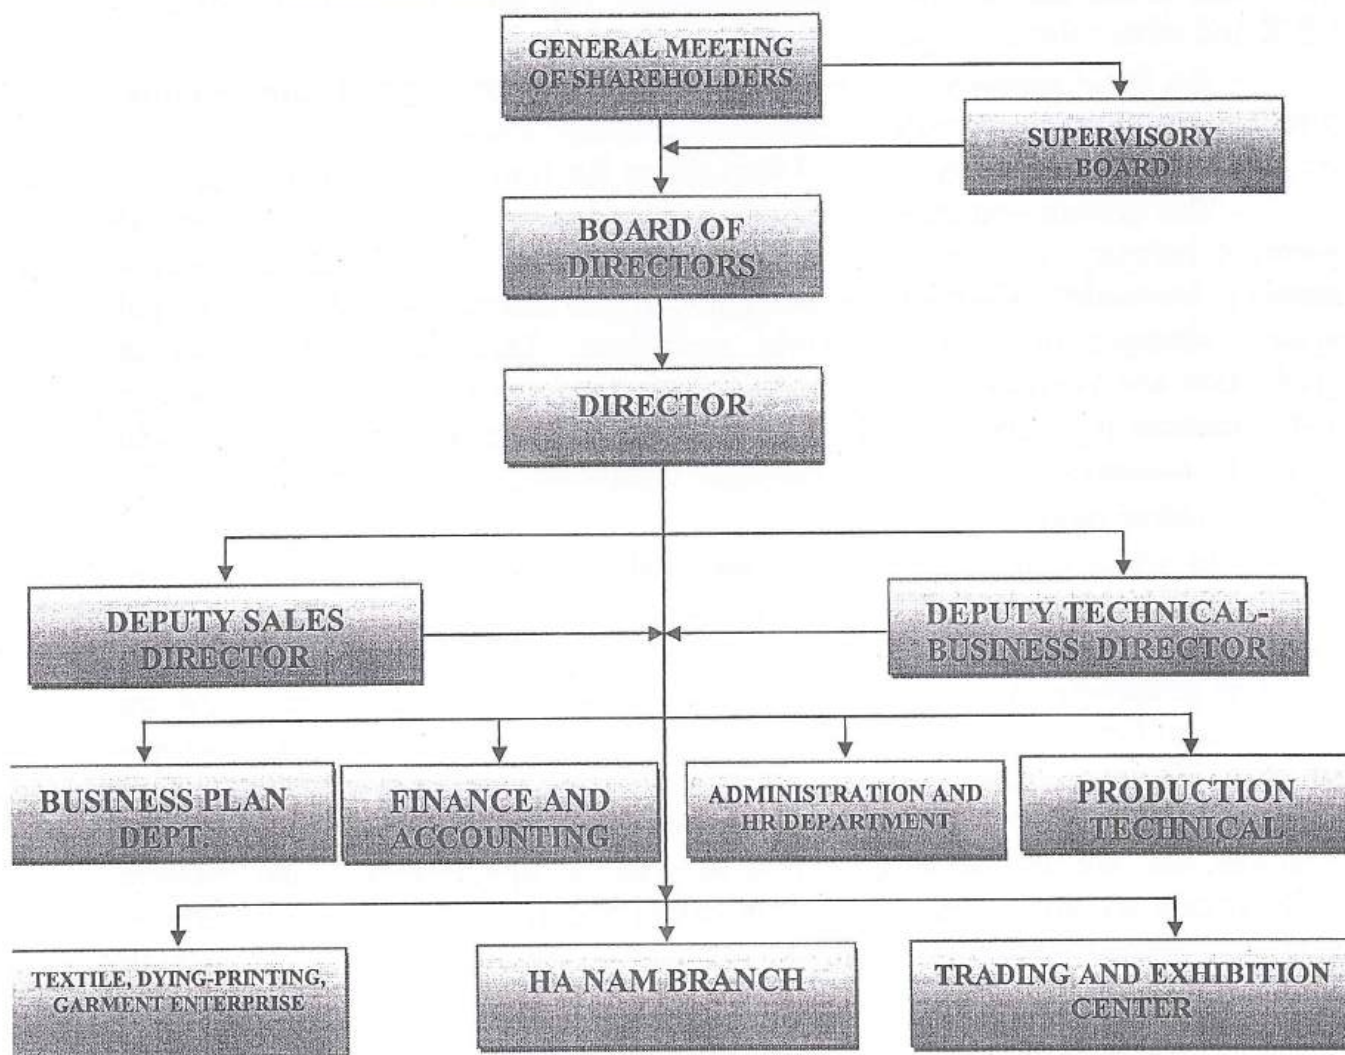 GENERAL MEETING
OF SHAREHOLDERS
SUPERVISORY
BOARD
BOARD OF
DIRECTORS
DIRECTOR
DEPUTY SALES
DIRECTOR
DEPUTY TECHNICAL-
BUSINESS DIRECTOR
BUSINESS PLAN
DEPT.
FINANCE AND
ACCOUNTING
ADMINISTRATION AND
HR DEPARTMENT
PRODUCTION
TECHNICAL
TEXTILE, DYING-PRINTING,
GARMENT ENTERPRISE
HA NAM BRANCH
TRADING AND EXHIBITION
CENTER